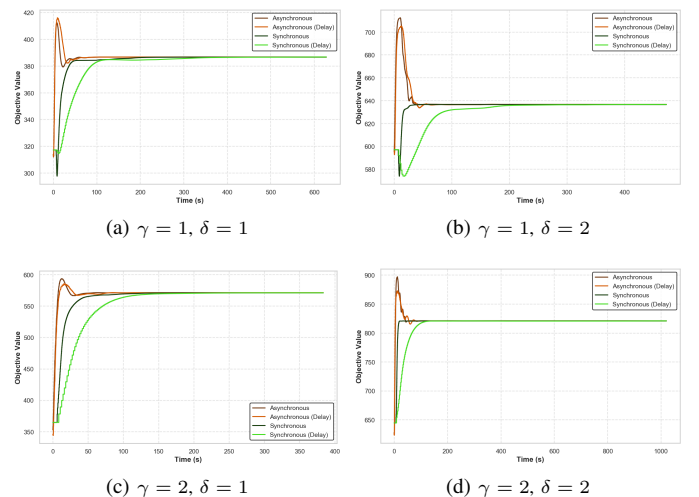 420
400
380
360
340
320
300
Objective Value
0
100
200
300
400
500
600
Time (s)
Asynchronous
Asynchronous (Delay)
Synchronous
Synchronous (Delay)
(a) γ = 1, δ = 1
700
680
660
640
620
600
580
Objective Value
0
100
200
300
400
Time (s)
Asynchronous
Asynchronous (Delay)
Synchronous
Synchronous (Delay)
(b) γ = 1, δ = 2
600
550
500
450
400
350
Objective Value
0
50
100
150
200
250
300
350
400
Time (s)
Asynchronous
Asynchronous (Delay)
Synchronous
Synchronous (Delay)
(c) γ = 2, δ = 1
900
850
800
750
700
650
Objective Value
0
200
400
600
800
1000
Time (s)
Asynchronous
Asynchronous (Delay)
Synchronous
Synchronous (Delay)
(d) γ = 2, δ = 2